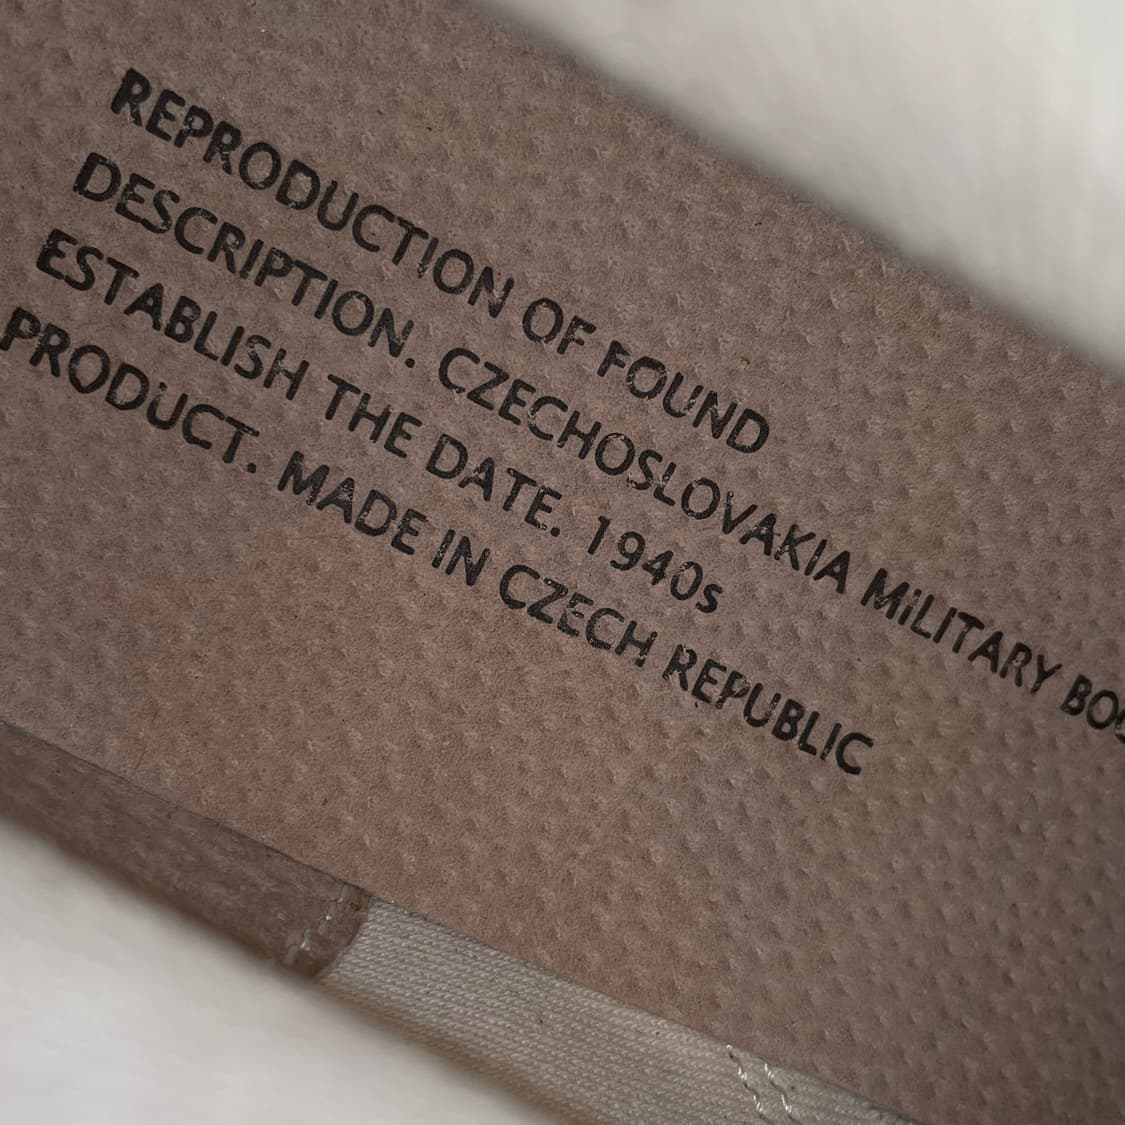 REPRODUCTION OF FOUND
DESCRIPTION. CZECHOSLOVAKIA MiLITARY
ESTABLISH THE DATE. 1940s
PRODUCT. MADE IN CZECH REPUBLIC